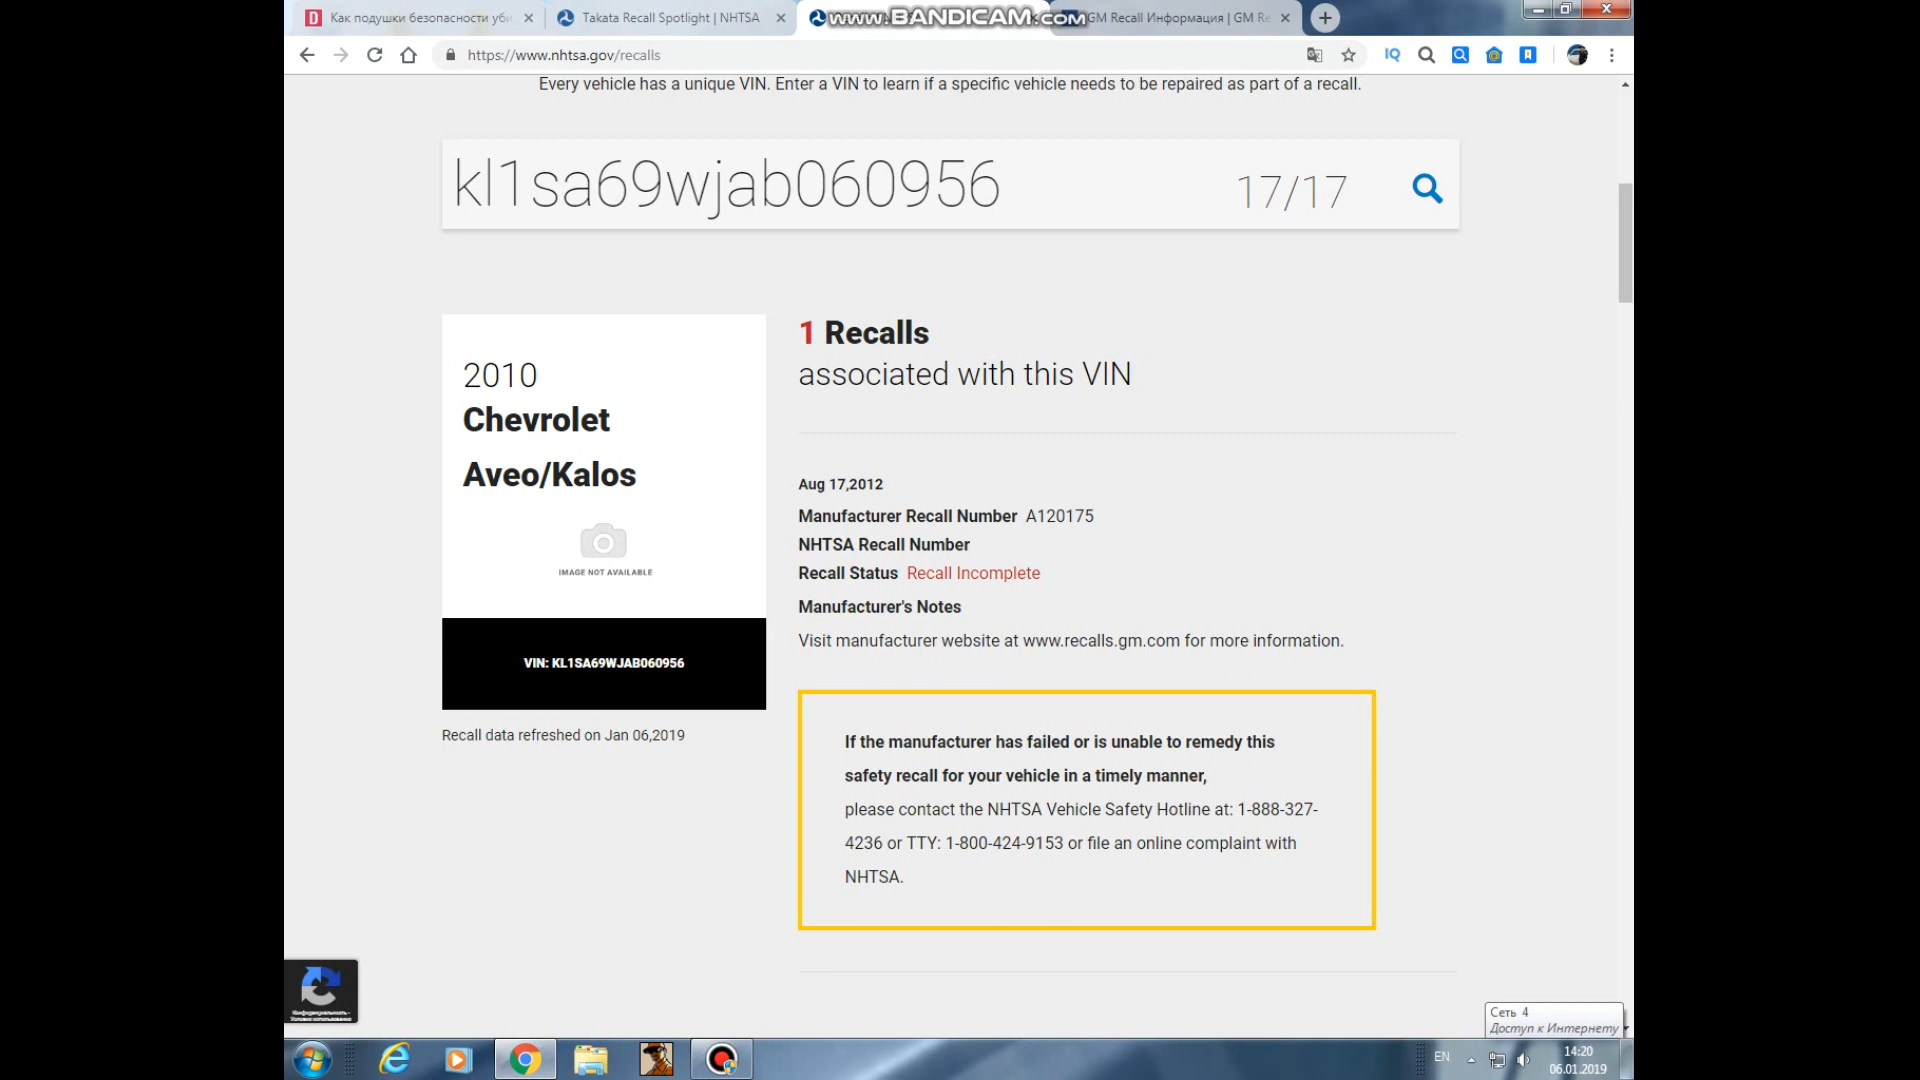 Как подушки безопасности уби
Takata Recall Spotlight | NHTSA
www.BANDICAM.com
GM Recall Информация | GM Re
https://www.nhtsa.gov/recalls
IQ
Every vehicle has a unique VIN. Enter a VIN to learn if a specific vehicle needs to be repaired as part of a recall.
kl1sa69wjab060956
17/17
2010
Chevrolet
Aveo/Kalos
IMAGE NOT AVAILABLE
VIN: KL1SA69WJAB060956
Recall data refreshed on Jan 06,2019
1 Recalls
associated with this VIN
Aug 17,2012
Manufacturer Recall Number A120175
NHTSA Recall Number
Recall Status Recall Incomplete
Manufacturer's Notes
Visit manufacturer website at www.recalls.gm.com for more information.
If the manufacturer has failed or is unable to remedy this
safety recall for your vehicle in a timely manner,
please contact the NHTSA Vehicle Safety Hotline at: 1-888-327-
4236 or TTY: 1-800-424-9153 or file an online complaint with
NHTSA.
Конфиденциальность -
Условия использования
Сеть 4
Доступ к Интернету
EN
14:20
06.01.2019